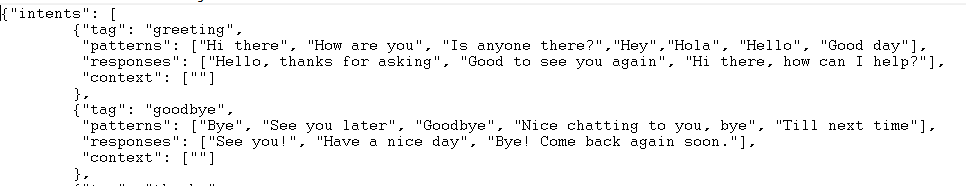 {"intents": [
        {"tag": "greeting",
         "patterns": ["Hi there", "How are you", "Is anyone there?","Hey","Hola", "Hello", "Good day"],
         "responses": ["Hello, thanks for asking", "Good to see you again", "Hi there, how can I help?"],
         "context": [""]
        },
        {"tag": "goodbye",
         "patterns": ["Bye", "See you later", "Goodbye", "Nice chatting to you, bye", "Till next time"],
         "responses": ["See you!", "Have a nice day", "Bye! Come back again soon."],
         "context": [""]
        },